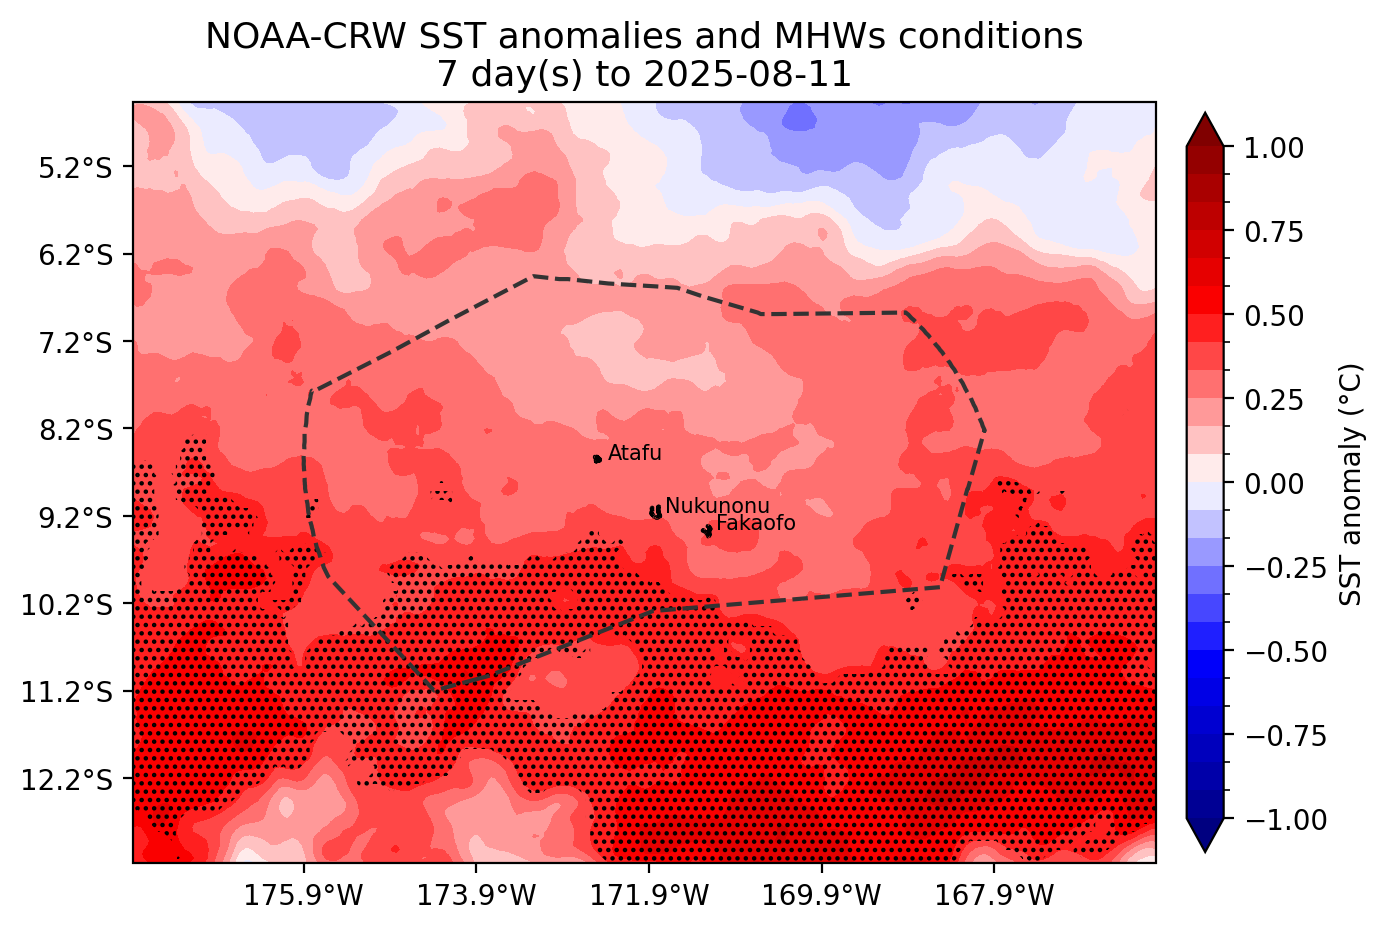 NOAA-CRW SST anomalies and MHWs conditions
7 day(s) to 2025-08-11
5.2°S
6.2°S
7.2°S
8.2°S
9.2°S
10.2°S
11.2°S
12.2°S
175.9°W
173.9°W
171.9°W
169.9°W
167.9°W
Atafu
Nukunonu
Fakaofo
1.00
0.75
0.50
0.25
0.00
−0.25
−0.50
−0.75
−1.00
SST anomaly (°C)